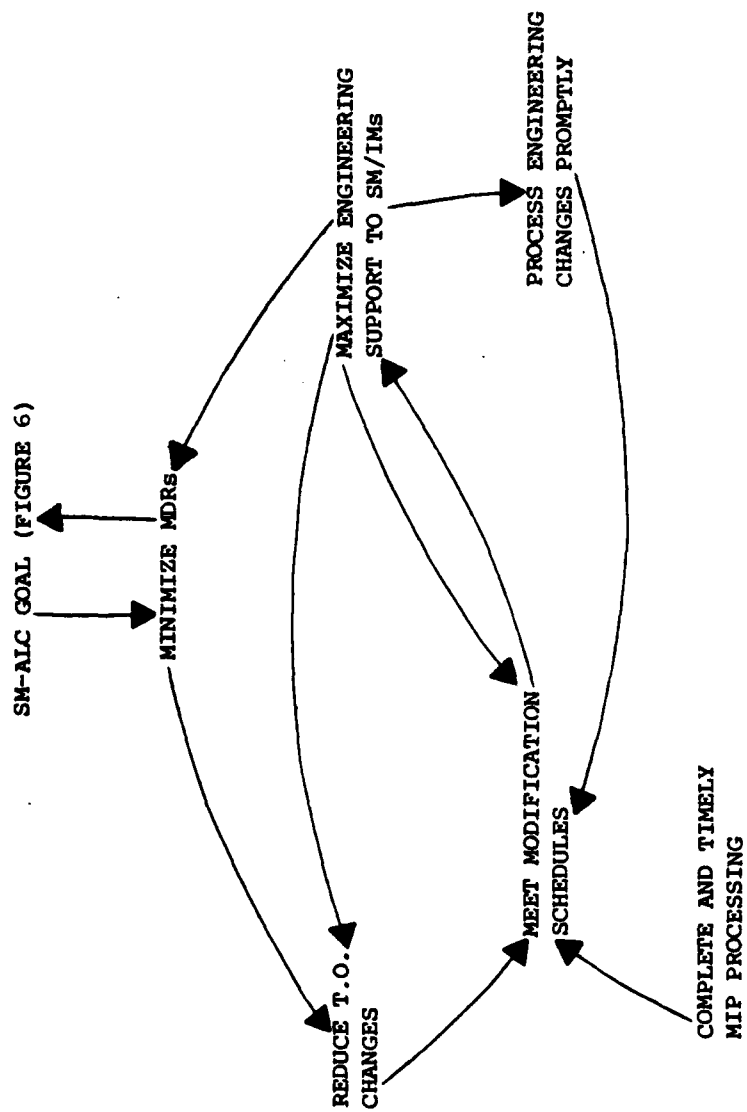 SM-ALC GOAL (FIGURE 6)
MINIMIZE MDRs
REDUCE T.O.
CHANGES
MAXIMIZE ENGINEERING
SUPPORT TO SM/IMs
MEET MODIFICATION
SCHEDULES
PROCESS ENGINEERING
CHANGES PROMPTLY
COMPLETE AND TIMELY
MIP PROCESSING